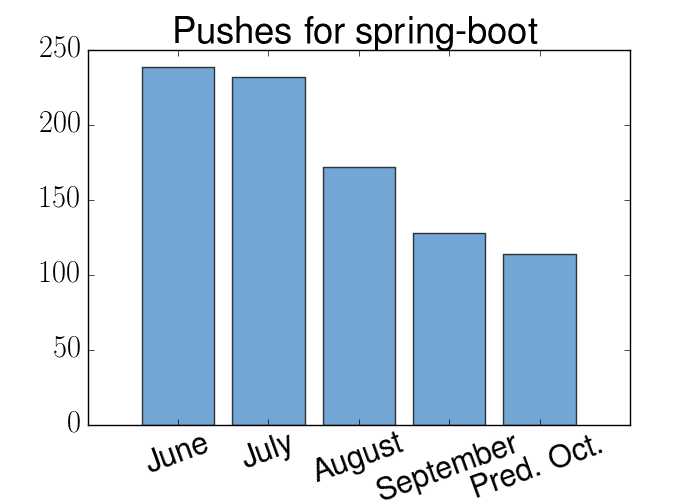 Pushes for spring-boot
250
200
150
100
50
0
June
July
August
September
Pred. Oct.